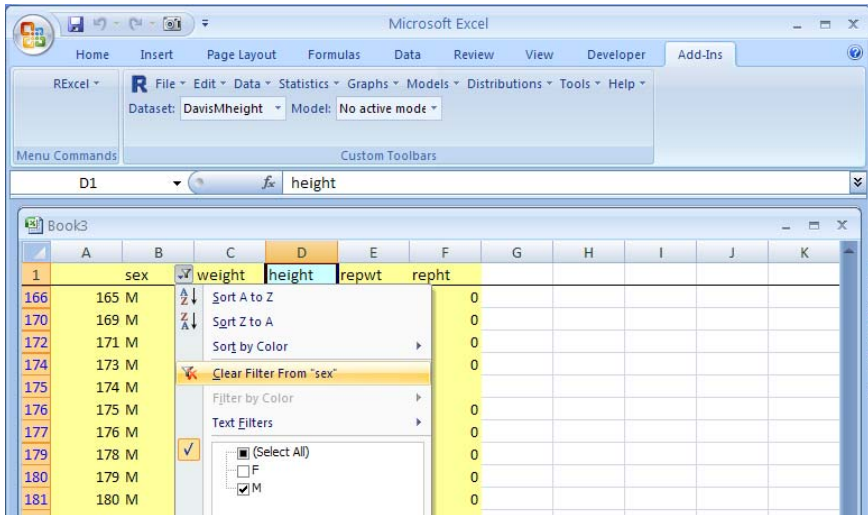 Microsoft Excel
Home Insert Page Layout Formulas Data Review View Developer Add-Ins
RExcel R File Edit Data Statistics Graphs Models Distributions Tools Help
Dataset: DavisMheight Model: No active mode
Menu Commands Custom Toolbars
D1 fx height
Book3
A B C D E F G H I J K
1 sex weight height repwt repht
166 165 M 0
170 169 M 0
172 171 M 0
174 173 M 0
175 174 M
176 175 M 0
177 176 M 0
179 178 M 0
180 179 M 0
181 180 M 0
Sort A to Z
Sort Z to A
Sort by Color
Clear Filter From "sex"
Filter by Color
Text Filters
(Select All)
F
M